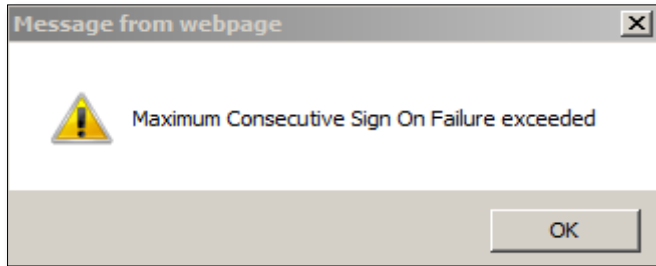 Message from webpage
Maximum Consecutive Sign On Failure exceeded
OK